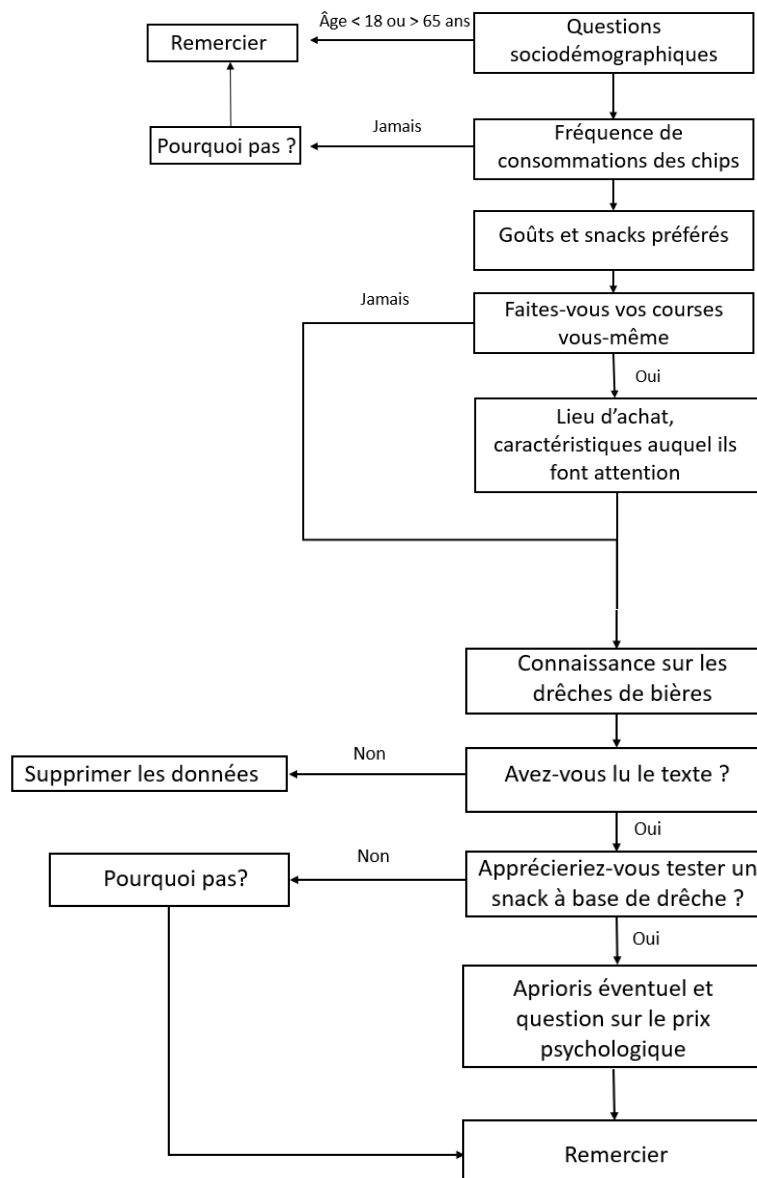 Âge < 18 ou > 65 ans
Questions
sociodémographiques
Remercier
Jamais
Fréquence de
consommations des chips
Pourquoi pas ?
Goûts et snacks préférés
Jamais
Faites-vous vos courses
vous-même
Oui
Lieu d’achat,
caractéristiques auquel ils
font attention
Connaissance sur les
drêches de bières
Non
Avez-vous lu le texte ?
Supprimer les données
Oui
Non
Apprécieriez-vous tester un
snack à base de drêche ?
Pourquoi pas?
Oui
Aprioris éventuel et
question sur le prix
psychologique
Remercier